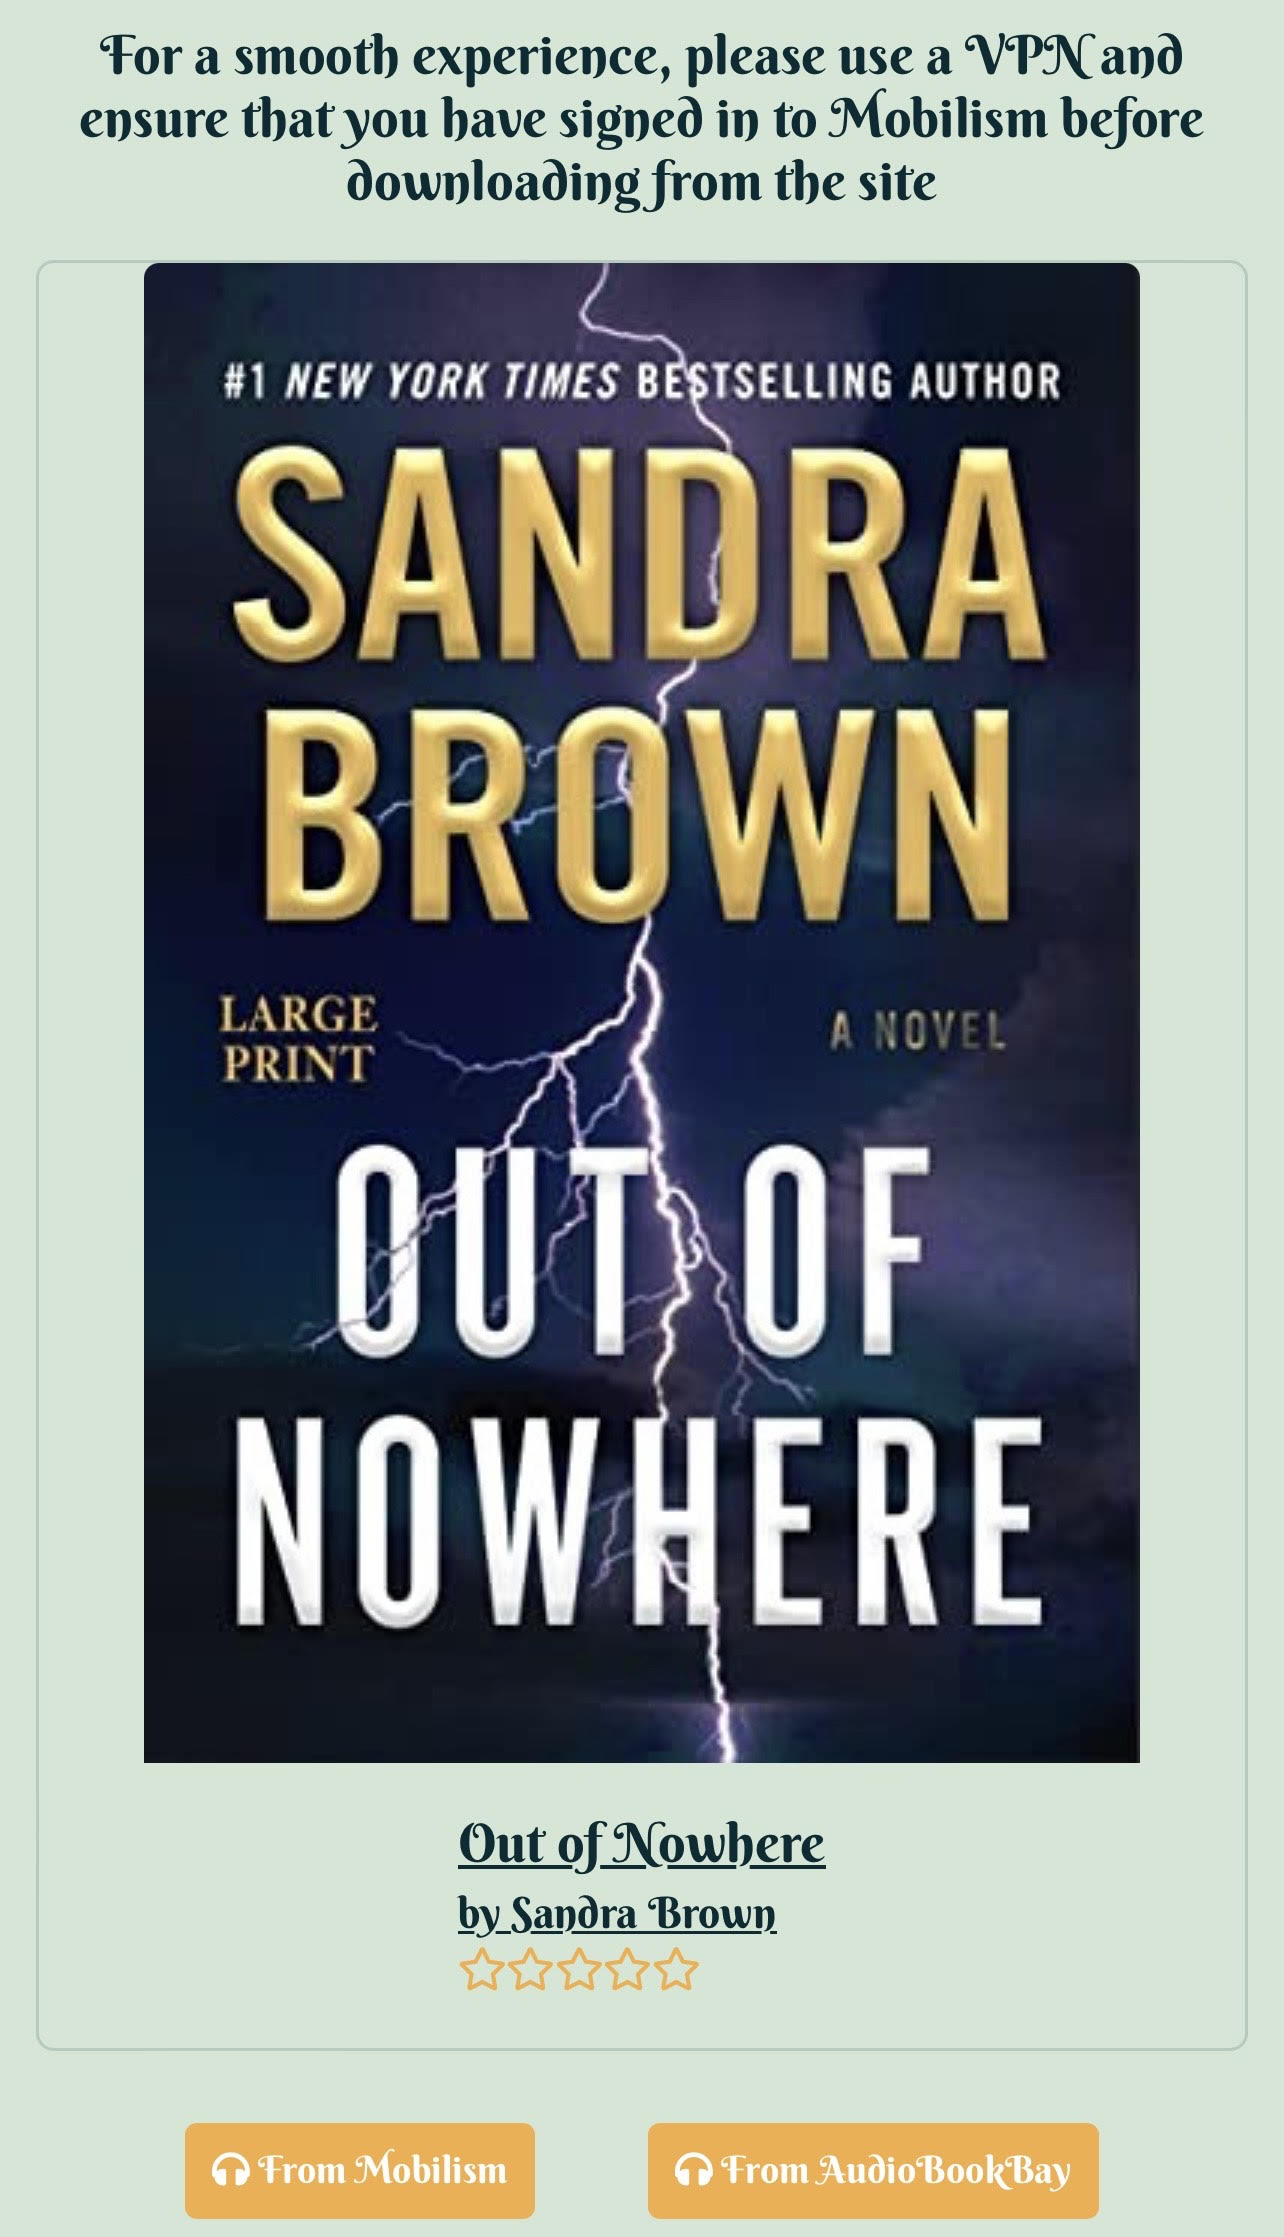 For a smooth experience, please use a VPN and
ensure that you have signed in to Mobilism before
downloading from the site
#1 NEW YORK TIMES BESTSELLING AUTHOR
SANDRA
BROWN
LARGE
PRINT
A NOVEL
OUT OF
NOWHERE
Out of Nowhere
by Sandra Brown
From Mobilism
From AudioBookBay